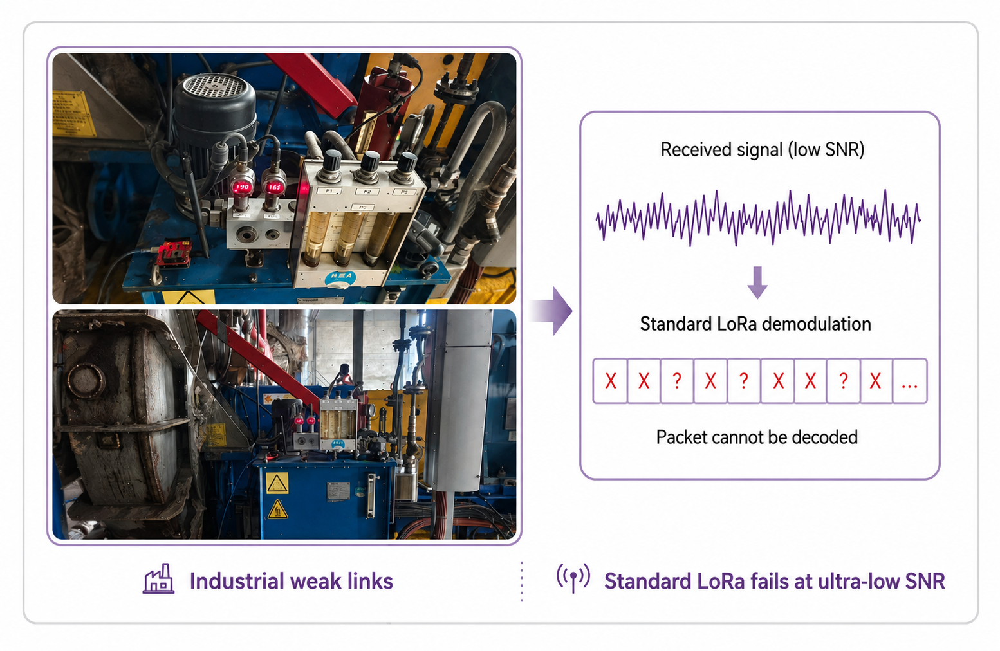 190
165
P1
P2
P0
HEA
Industrial weak links
Received signal (low SNR)
Standard LoRa demodulation
X X ? X ? X X ? X ...
Packet cannot be decoded
Standard LoRa fails at ultra-low SNR